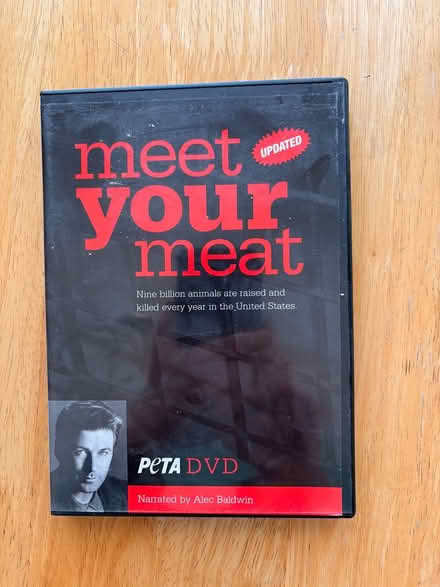 meet
UPDATED
your
meat
Nine billion animals are raised and
killed every year in the United States.
PeTA DVD
Narrated by Alec Baldwin